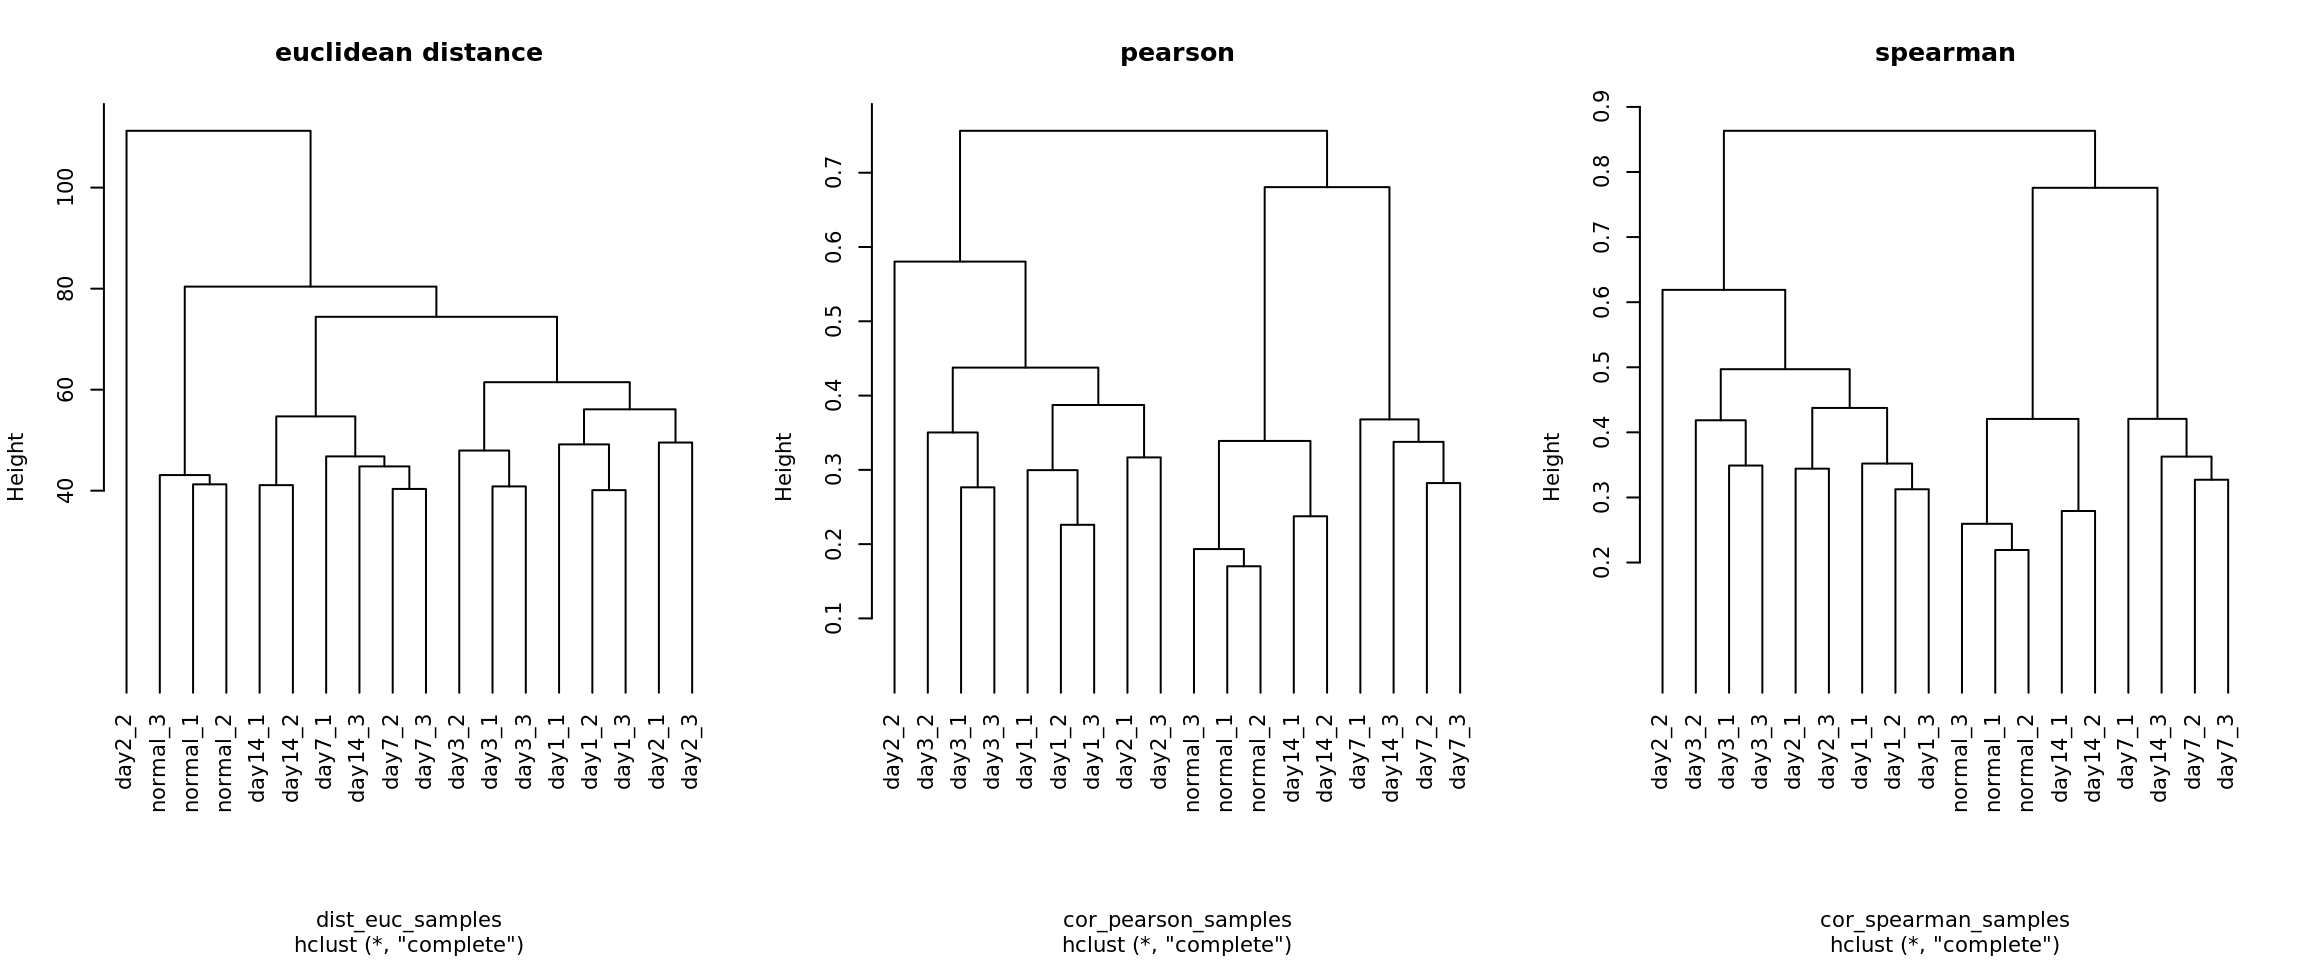 euclidean distance
Height
100
80
60
40
day2_2
normal_3
normal_1
normal_2
day14_1
day14_2
day7_1
day14_3
day7_2
day7_3
day3_2
day3_1
day3_3
day1_1
day1_2
day1_3
day2_1
day2_3
dist_euc_samples
hclust (*, "complete")
pearson
Height
0.7
0.6
0.5
0.4
0.3
0.2
0.1
day2_2
day3_2
day3_1
day3_3
day1_1
day1_2
day1_3
day2_1
day2_3
normal_3
normal_1
normal_2
day14_1
day14_2
day7_1
day14_3
day7_2
day7_3
cor_pearson_samples
hclust (*, "complete")
spearman
Height
0.9
0.8
0.7
0.6
0.5
0.4
0.3
0.2
day2_2
day3_2
day3_1
day3_3
day2_1
day2_3
day1_1
day1_2
day1_3
normal_3
normal_1
normal_2
day14_1
day14_2
day7_1
day14_3
day7_2
day7_3
cor_spearman_samples
hclust (*, "complete")